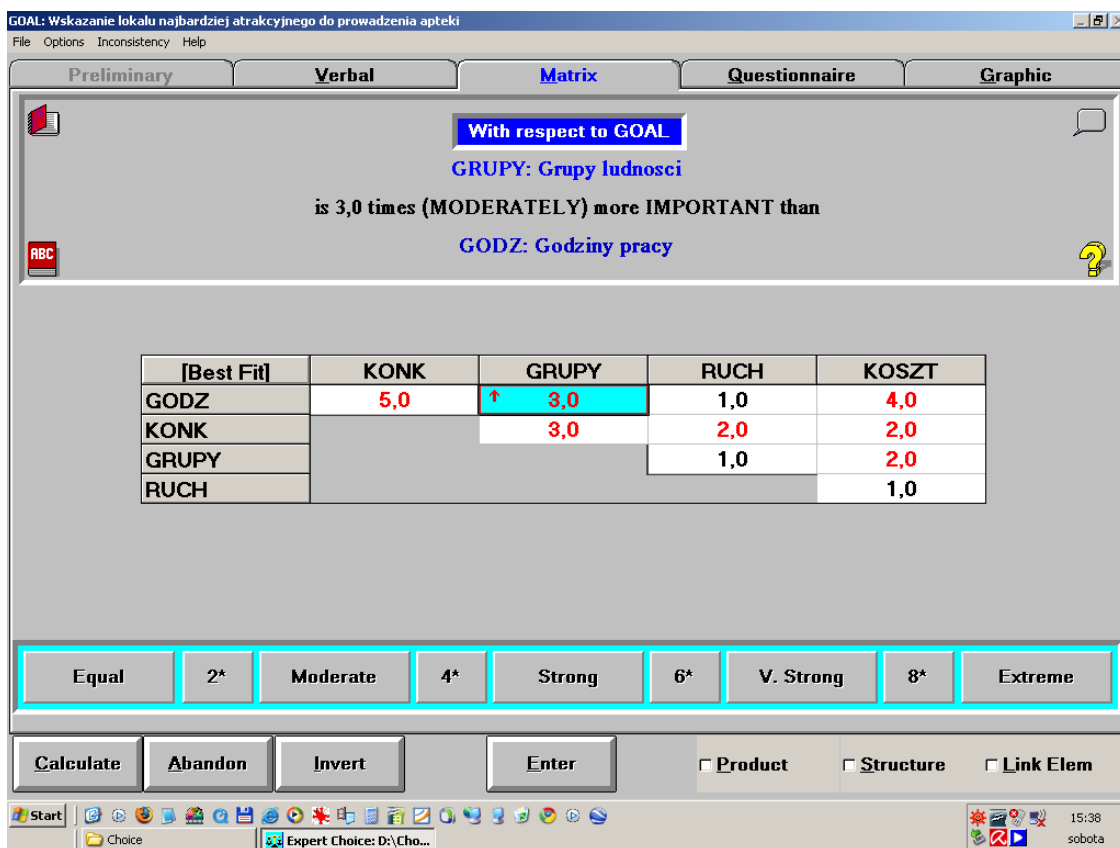 GOAL: Wskazanie lokalu najbardziej atrakcyjnego do prowadzenia apteki
File Options Inconsistency Help
Preliminary Verbal Matrix Questionnaire Graphic
With respect to GOAL
GRUPY: Grupy ludnosci
is 3,0 times (MODERATELY) more IMPORTANT than
ABC
GODZ: Godziny pracy
[Best Fit] KONK GRUPY RUCH KOSZT
GODZ 5,0 3,0 1,0 4,0
KONK 3,0 2,0 2,0
GRUPY 1,0 2,0
RUCH 1,0
Equal 2* Moderate 4* Strong 6* V. Strong 8* Extreme
Calculate Abandon Invert Enter Product Structure Link Elem
Start 15:38
Choice Expert Choice: D:\Cho... sobota